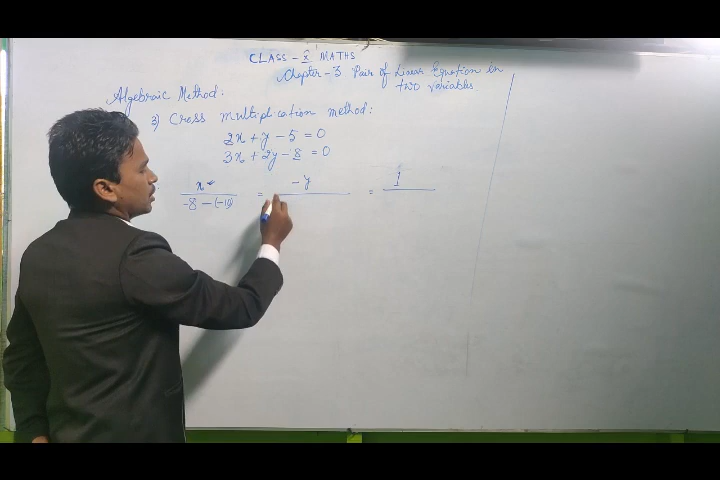 CLASS - X MATHS
Chapter - 3 Pair of Linear Equation in
two variables.
Algebraic Method:
3) Cross multiplication method:
2x + y - 5 = 0
3x + 2y - 8 = 0
x = -y = 1
-8 - (-10)